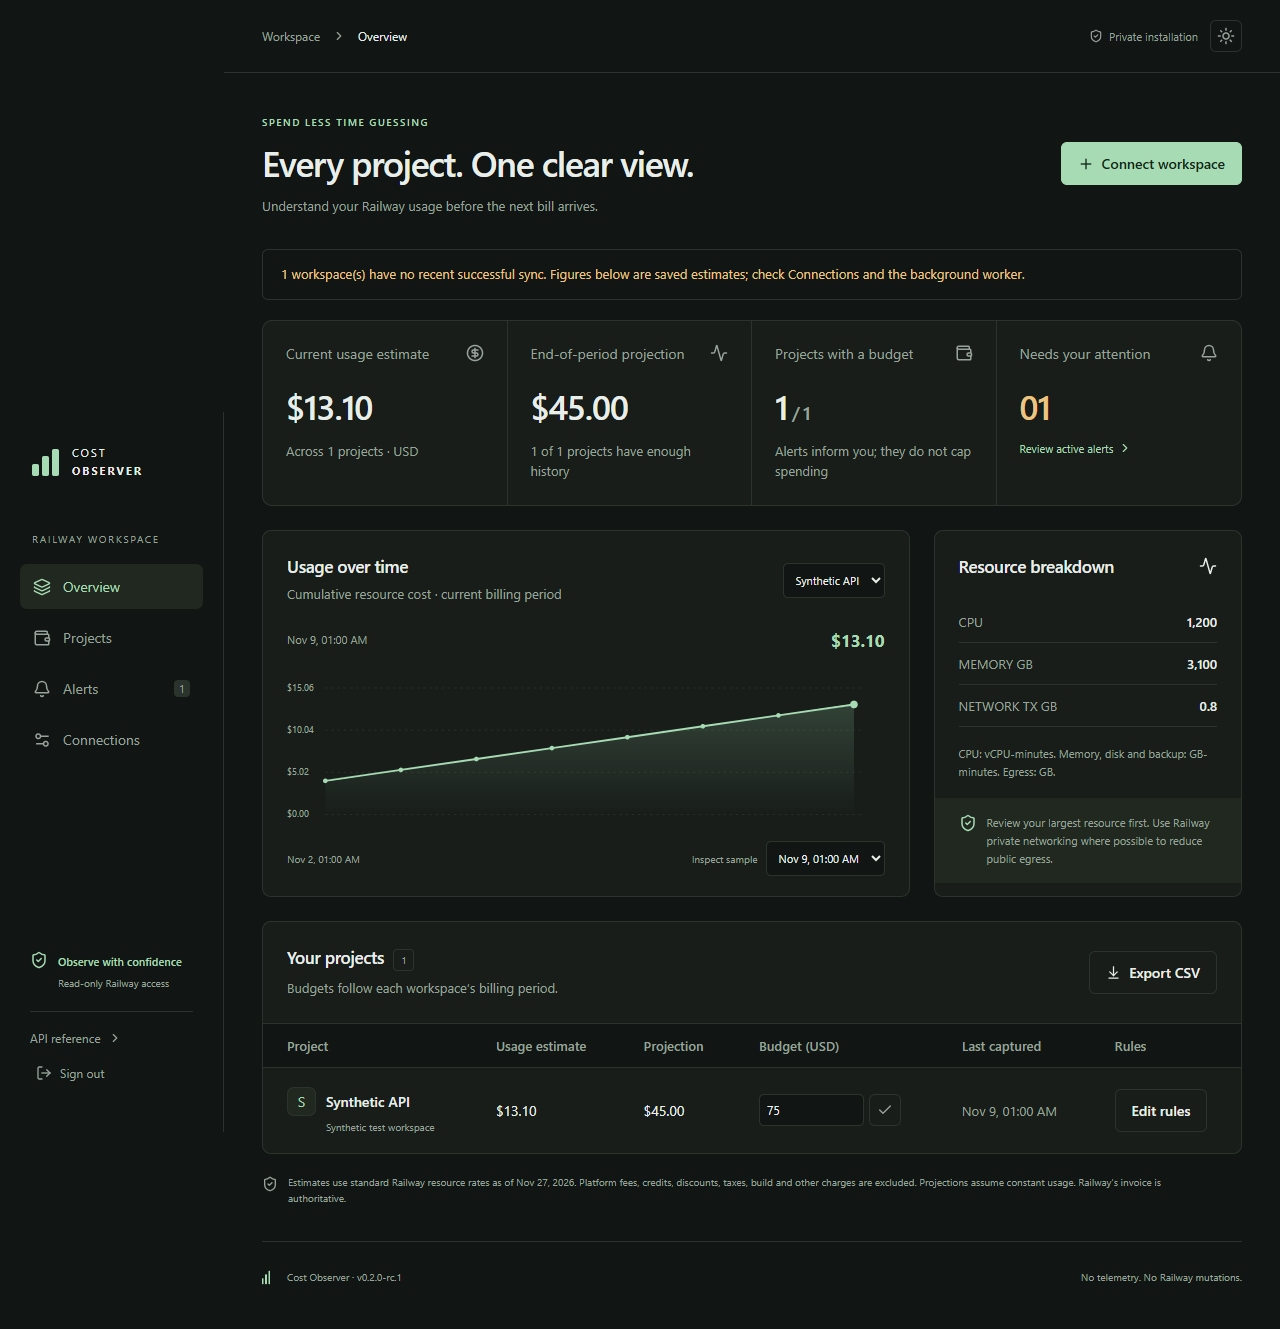 Workspace
Overview
Private installation
SPEND LESS TIME GUESSING
Every project. One clear view.
Understand your Railway usage before the next bill arrives.
Connect workspace
1 workspace(s) have no recent successful sync. Figures below are saved estimates; check Connections and the background worker.
Current usage estimate
$13.10
Across 1 projects · USD
End-of-period projection
$45.00
1 of 1 projects have enough
history
Projects with a budget
1 / 1
Alerts inform you; they do not cap
spending
Needs your attention
01
Review active alerts
COST
OBSERVER
RAILWAY WORKSPACE
Overview
Projects
Alerts
1
Connections
Observe with confidence
Read-only Railway access
API reference
Sign out
Usage over time
Cumulative resource cost · current billing period
Synthetic API
Nov 9, 01:00 AM
$13.10
$15.06
$10.04
$5.02
$0.00
Nov 2, 01:00 AM
Inspect sample
Nov 9, 01:00 AM
Resource breakdown
CPU
1,200
MEMORY GB
3,100
NETWORK TX GB
0.8
CPU: vCPU-minutes. Memory, disk and backup: GB-
minutes. Egress: GB.
Review your largest resource first. Use Railway
private networking where possible to reduce
public egress.
Your projects
1
Budgets follow each workspace's billing period.
Export CSV
Project
Usage estimate
Projection
Budget (USD)
Last captured
Rules
S
Synthetic API
Synthetic test workspace
$13.10
$45.00
75
Nov 9, 01:00 AM
Edit rules
Estimates use standard Railway resource rates as of Nov 27, 2026. Platform fees, credits, discounts, taxes, build and other charges are excluded. Projections assume constant usage. Railway's invoice is
authoritative.
Cost Observer · v0.2.0-rc.1
No telemetry. No Railway mutations.